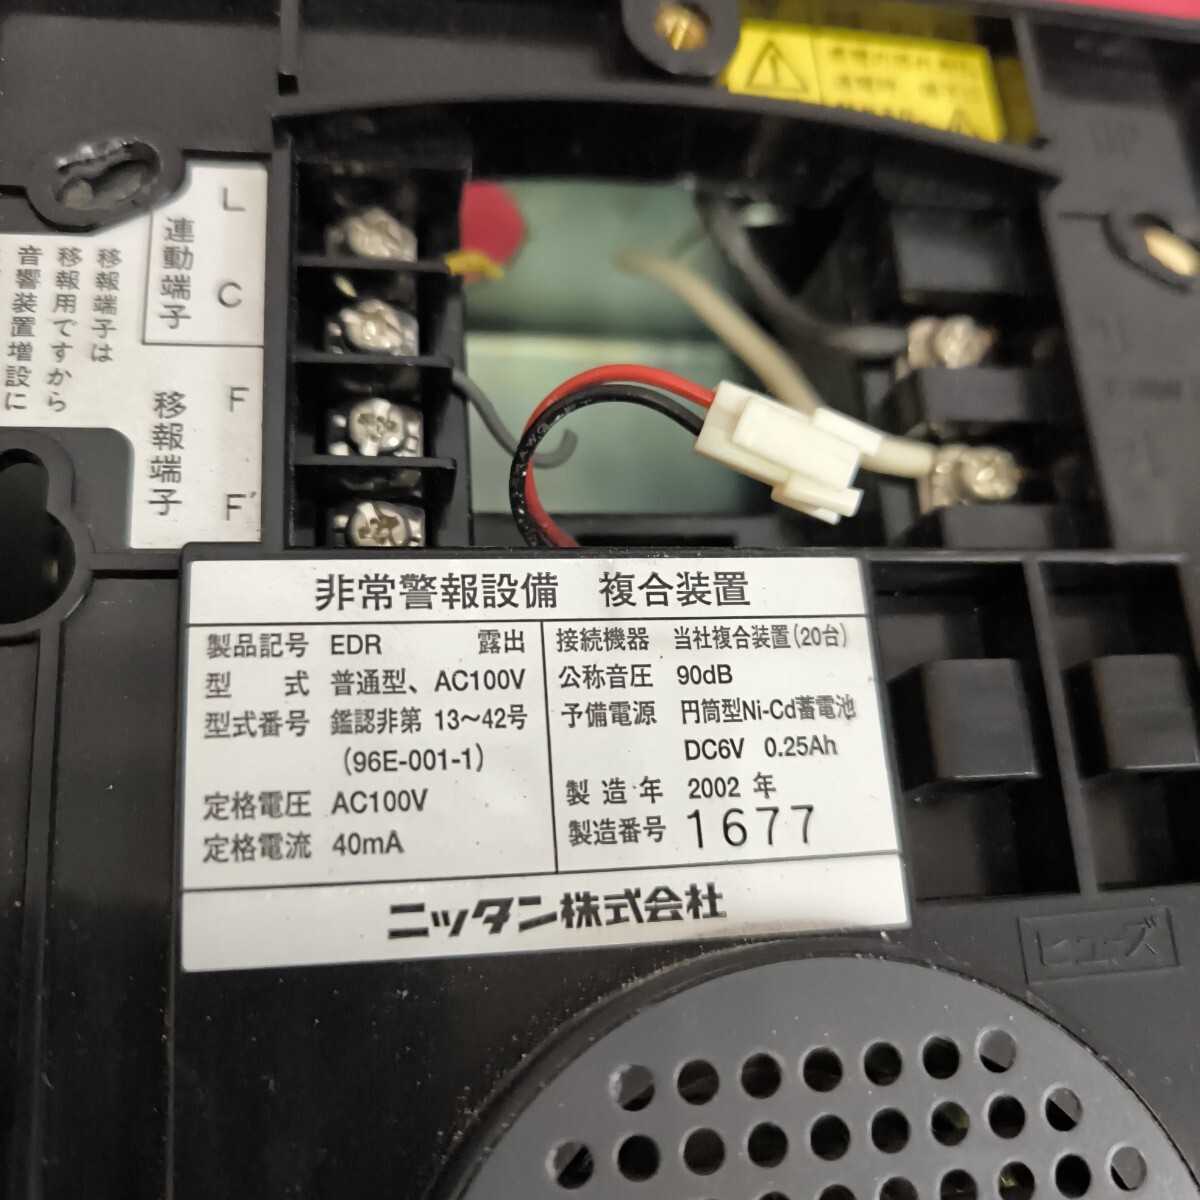 L
連動端子
C
移報端子は
移報用ですから
音響装置増設に
F
移報端子
F'
非常警報設備 複合装置
製品記号 EDR 露出
型式 普通型、AC100V
型式番号 鑑認非第 13～42号
(96E-001-1)
定格電圧 AC100V
定格電流 40mA
接続機器 当社複合装置(20台)
公称音圧 90dB
予備電源 円筒型Ni-Cd蓄電池
DC6V 0.25Ah
製造年 2002年
製造番号 1677
ニッタン株式会社
ヒューズ